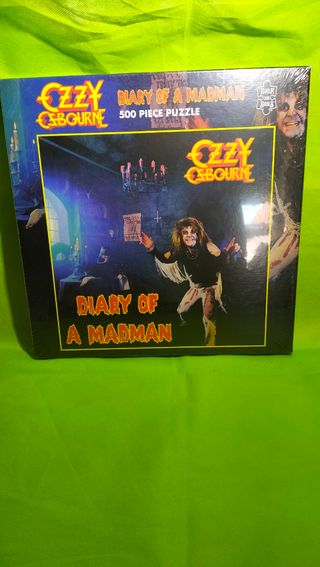 OZZY
OSBOURNE
DIARY OF A MADMAN
500 PIECE PUZZLE
OZZY
OSBOURNE
DIARY OF
A MADMAN